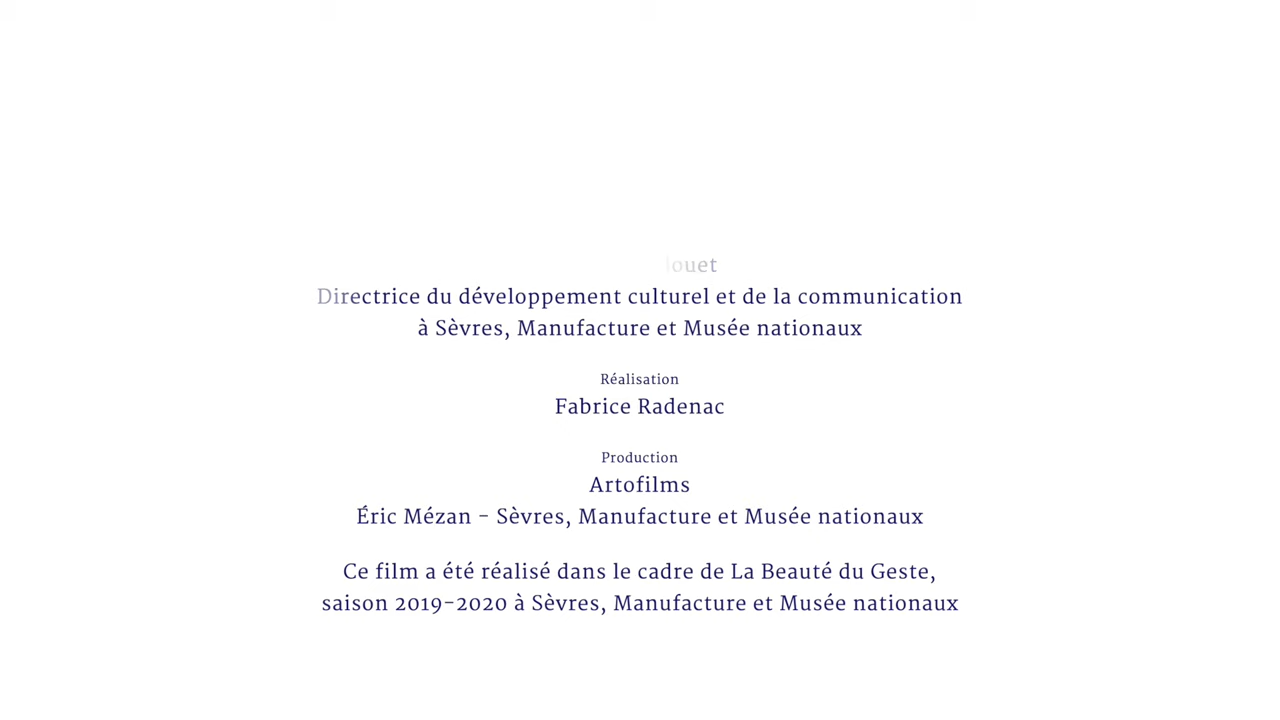 Directrice du développement culturel et de la communication
à Sèvres, Manufacture et Musée nationaux
Réalisation
Fabrice Radenac
Production
Artofilms
Éric Mézan - Sèvres, Manufacture et Musée nationaux
Ce film a été réalisé dans le cadre de La Beauté du Geste,
saison 2019-2020 à Sèvres, Manufacture et Musée nationaux